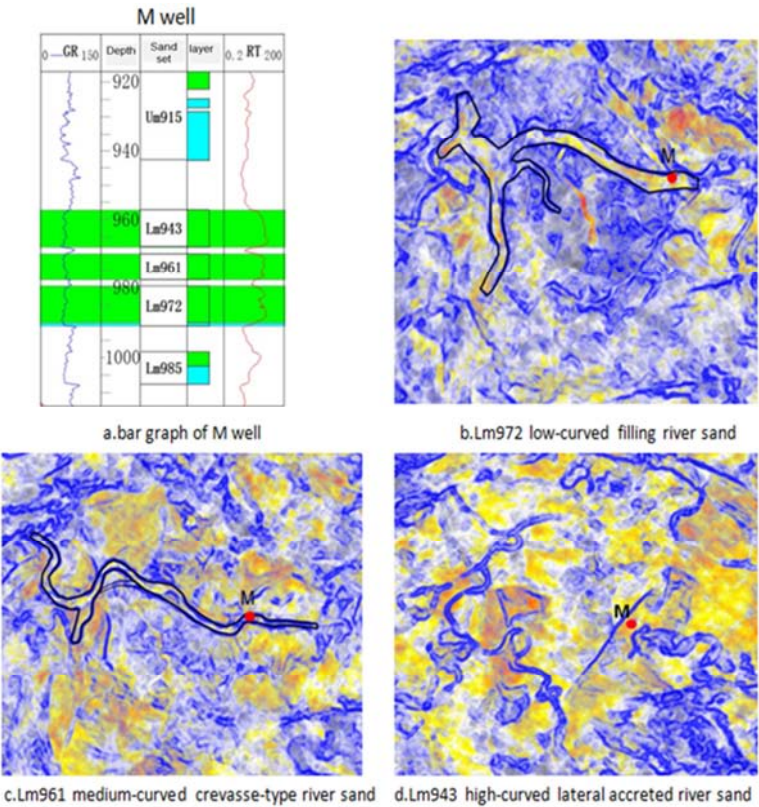 M well
0 GR 150 Depth Sand set layer 0.2 RT 200
920
Um915
940
960
Lm943
Lm961
980
Lm972
1000
Lm985
a.bar graph of M well
M
b.Lm972 low-curved filling river sand
M
c.Lm961 medium-curved crevasse-type river sand
M
d.Lm943 high-curved lateral accreted river sand